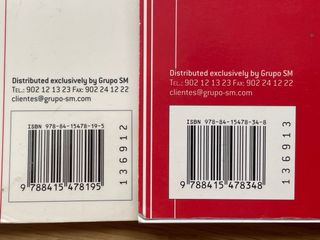 Distributed exclusively by Grupo SM
TEL.: 902 12 13 23 FAX: 902 24 12 22
clientes@grupo-sm.com
ISBN 978-84-15478-19-5
9 788415 478195
136912
Distributed exclusively by Grupo SM
TEL.: 902 12 13 23 FAX: 902 24 12 22
clientes@grupo-sm.com
ISBN 978-84-15478-34-8
9 788415 478348
136913